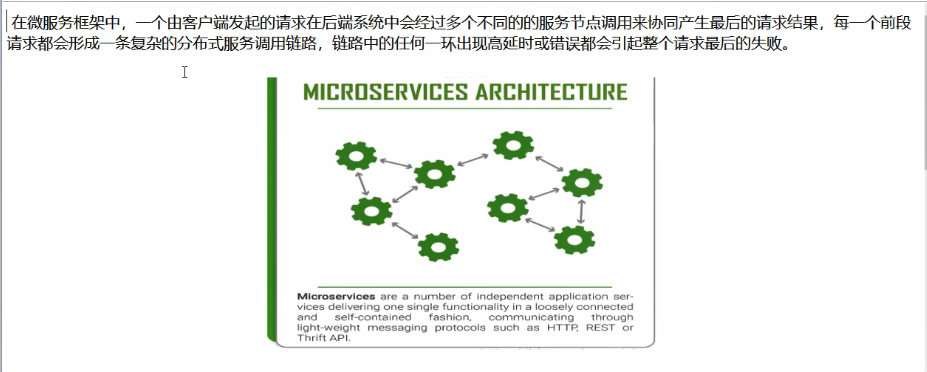 在微服务框架中，一个由客户端发起的请求在后端系统中会经过多个不同的的服务节点调用来协同产生最后的请求结果，每一个前段
请求都会形成一条复杂的分布式服务调用链路，链路中的任何一环出现高延时或错误都会引起整个请求最后的失败。
MICROSERVICES ARCHITECTURE
Microservices are a number of independent application ser-
vices delivering one single functionality in a loosely connected
and self-contained fashion, communicating through
light-weight messaging protocols such as HTTP, REST or
Thrift API.